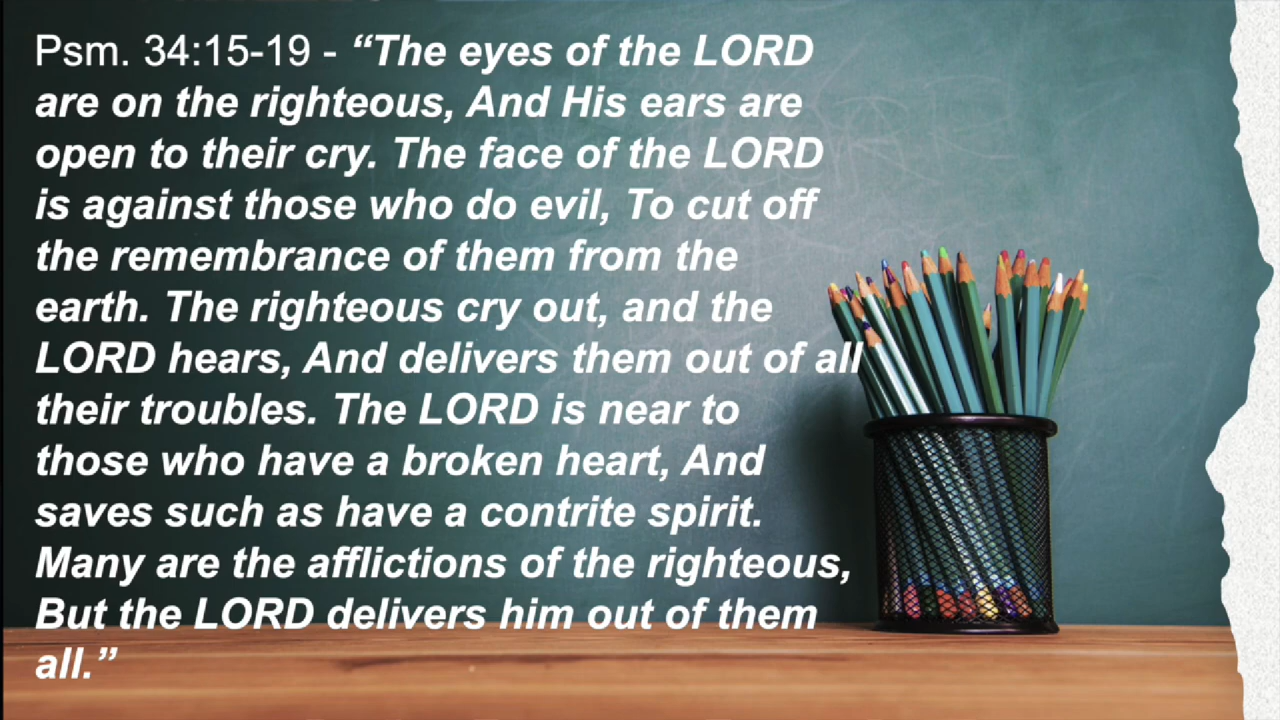 Psm. 34:15-19 - “The eyes of the LORD
are on the righteous, And His ears are
open to their cry. The face of the LORD
is against those who do evil, To cut off
the remembrance of them from the
earth. The righteous cry out, and the
LORD hears, And delivers them out of all
their troubles. The LORD is near to
those who have a broken heart, And
saves such as have a contrite spirit.
Many are the afflictions of the righteous,
But the LORD delivers him out of them
all.”